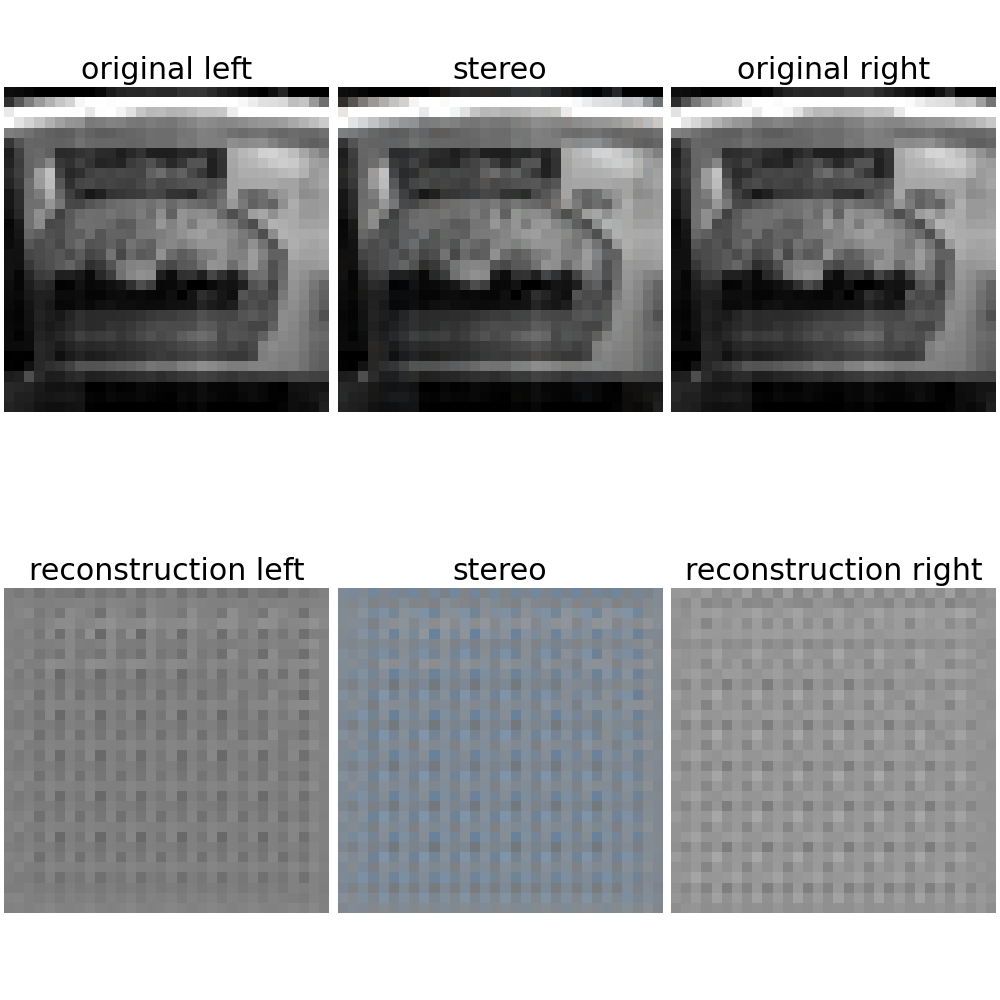 original left
stereo
original right
reconstruction left
stereo
reconstruction right